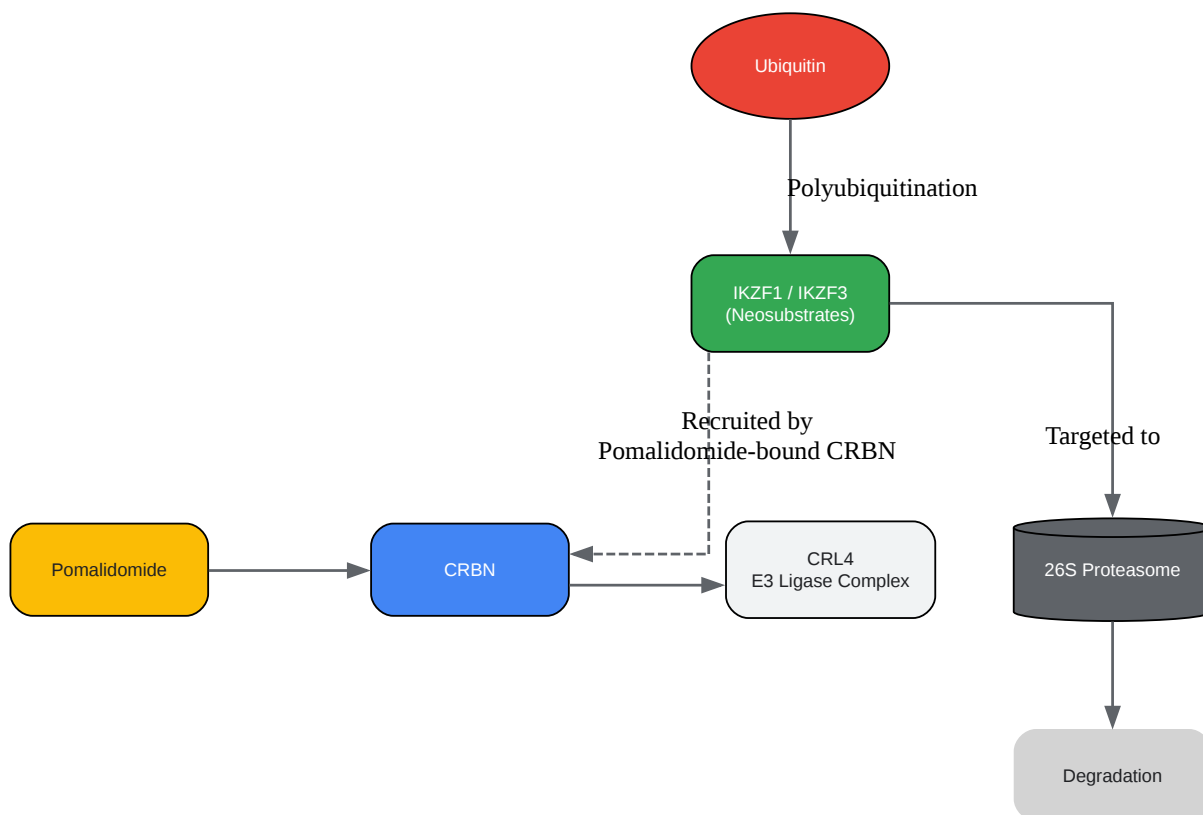 Ubiquitin
Polyubiquitination
IKZF1 / IKZF3
(Neosubstrates)
Recruited by
Pomalidomide-bound CRBN
Targeted to
Pomalidomide
CRBN
CRL4
E3 Ligase Complex
26S Proteasome
Degradation